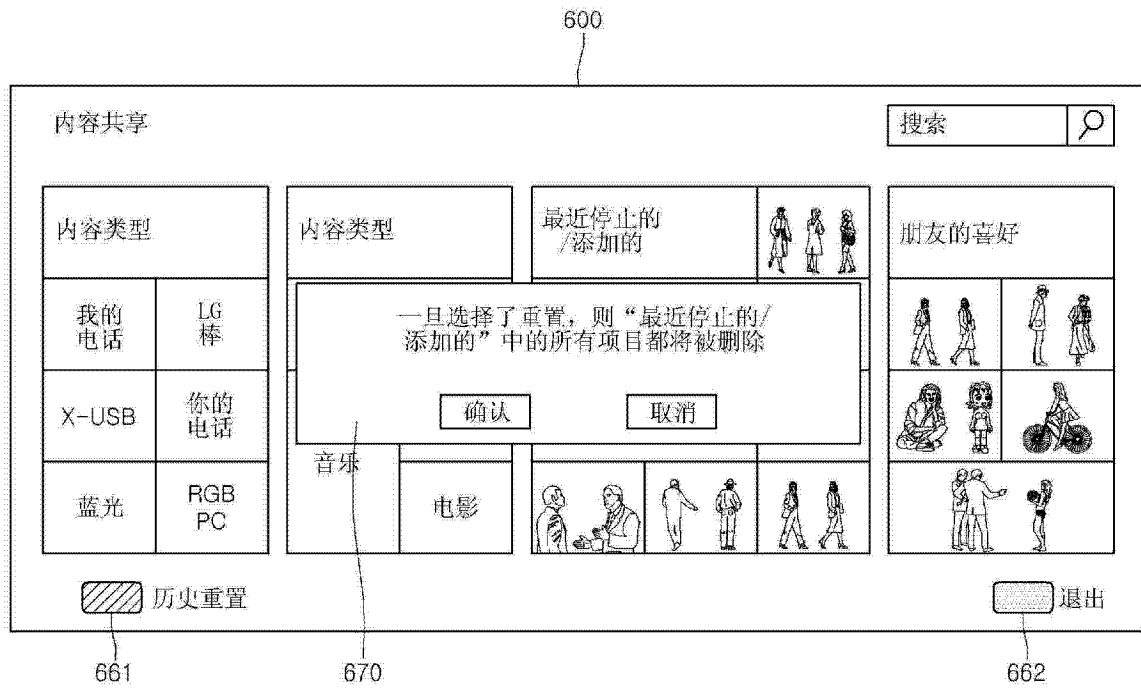 600
内容共享
搜索
内容类型
内容类型
最近停止的
/添加的
朋友的喜好
我的
电话
LG
棒
一旦选择了重置，则“最近停止的/
添加的”中的所有项目都将被删除
确认
取消
X-USB
你的
电话
音乐
蓝光
RGB
PC
电影
历史重置
退出
661
670
662